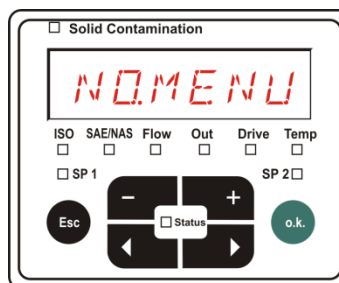 Solid Contamination
NO.MENU
ISO SAE/NAS Flow Out Drive Temp
SP 1 SP 2
- +
Esc Status o.k.